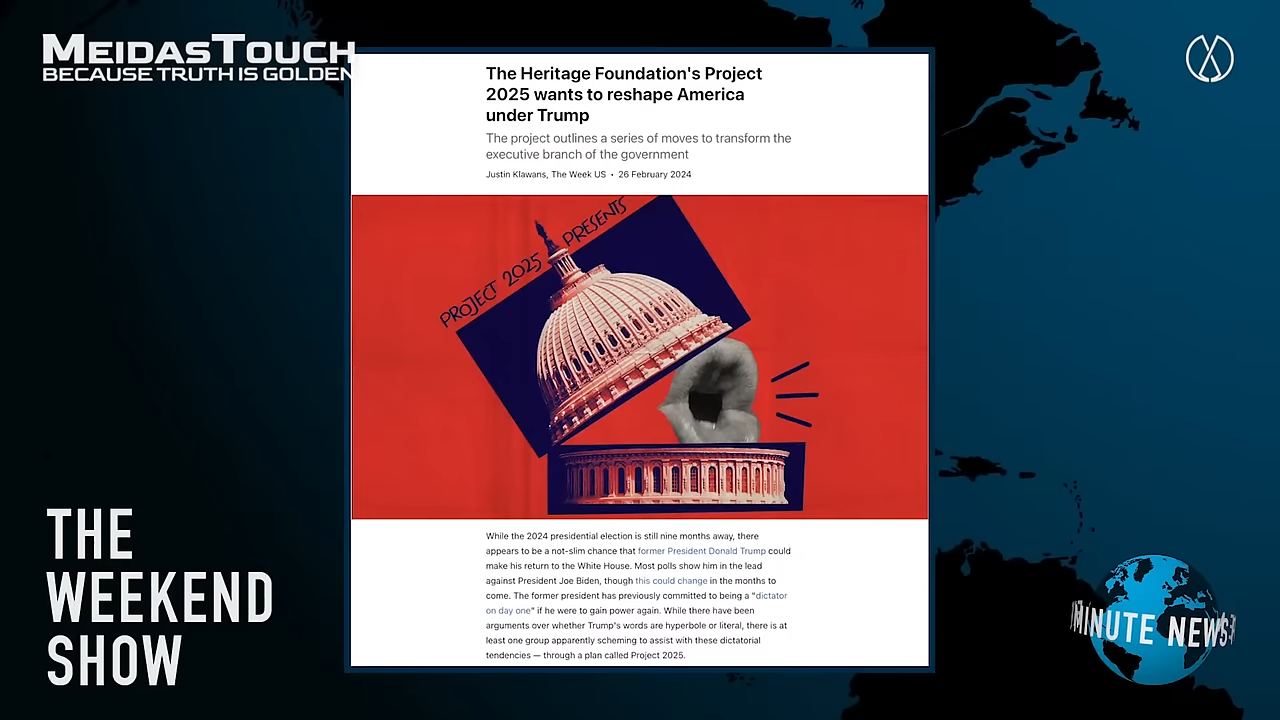 MEIDASTOUCH
BECAUSE TRUTH IS GOLDEN
The Heritage Foundation's Project
2025 wants to reshape America
under Trump
The project outlines a series of moves to transform the
executive branch of the government
Justin Klawans, The Week US • 26 February 2024
PROJECT 2025 PRESENTS
While the 2024 presidential election is still nine months away, there
appears to be a not-slim chance that former President Donald Trump could
make his return to the White House. Most polls show him in the lead
against President Joe Biden, though this could change in the months to
come. The former president has previously committed to being a "dictator
on day one" if he were to gain power again. While there have been
arguments over whether Trump's words are hyperbole or literal, there is at
least one group apparently scheming to assist with these dictatorial
tendencies — through a plan called Project 2025.
THE
WEEKEND
SHOW
MINUTE NEWS